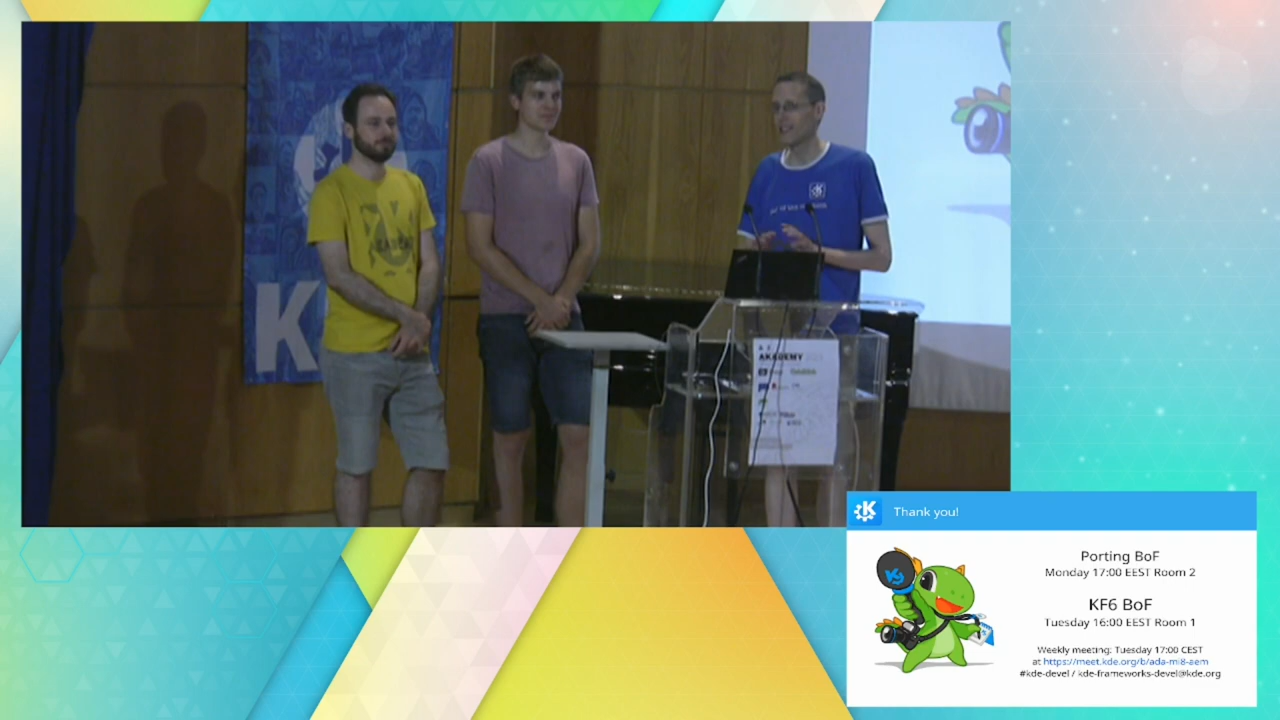 K
AKADEMY
Thank you!
Porting BoF
Monday 17:00 EEST Room 2
KF6 BoF
Tuesday 16:00 EEST Room 1
Weekly meeting: Tuesday 17:00 CEST
at https://meet.kde.org/b/ada-mi8-aem
#kde-devel / kde-frameworks-devel@kde.org